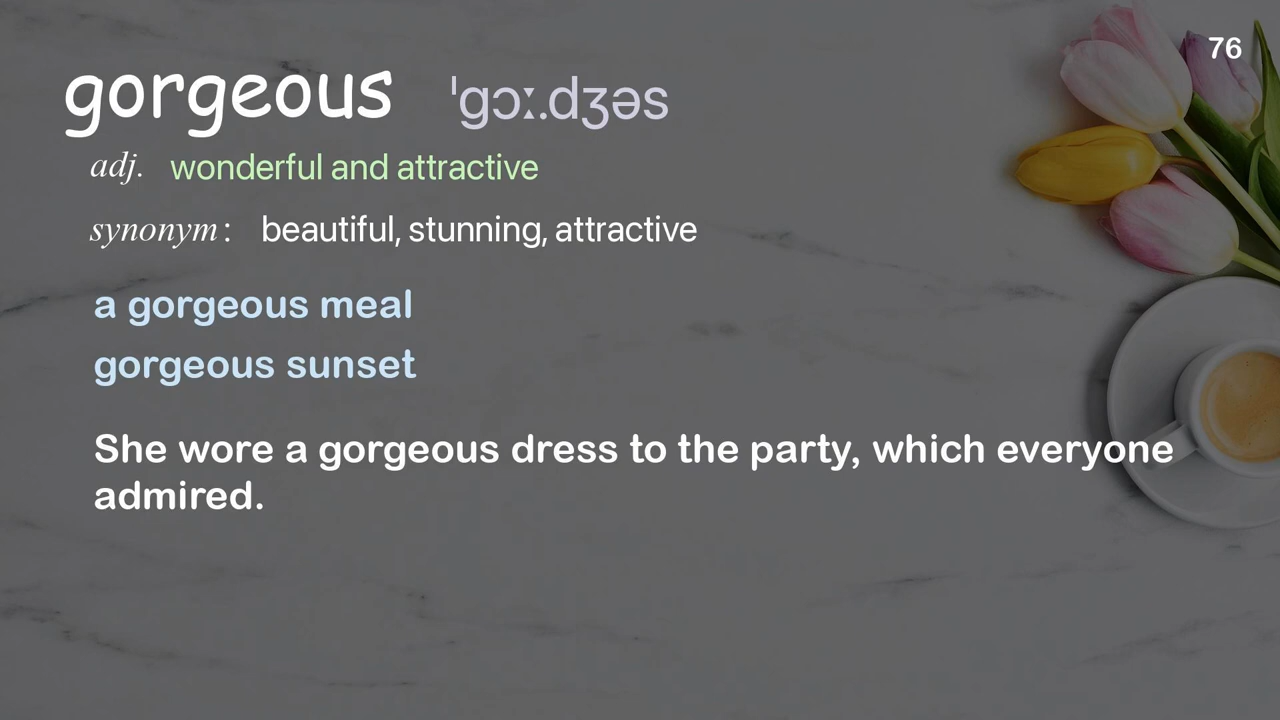 76
gorgeous ˈɡɔː.dʒəs
adj. wonderful and attractive
synonym: beautiful, stunning, attractive
a gorgeous meal
gorgeous sunset
She wore a gorgeous dress to the party, which everyone
admired.